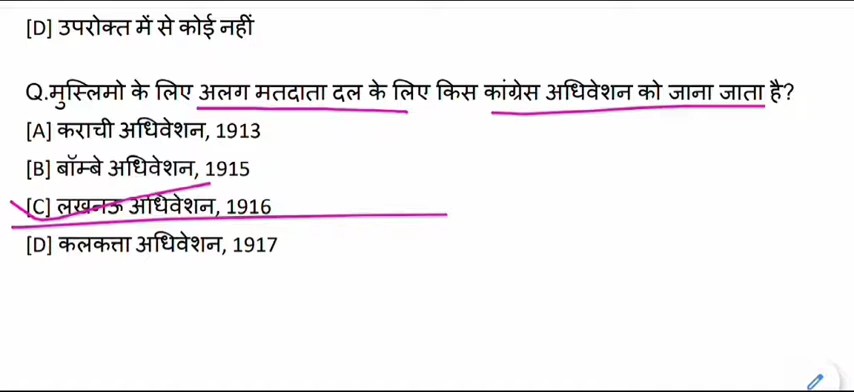 [D] उपरोक्त में से कोई नहीं
Q.मुस्लिमो के लिए अलग मतदाता दल के लिए किस कांग्रेस अधिवेशन को जाना जाता है?
[A] कराची अधिवेशन, 1913
[B] बॉम्बे अधिवेशन, 1915
[C] लखनऊ अधिवेशन, 1916
[D] कलकत्ता अधिवेशन, 1917